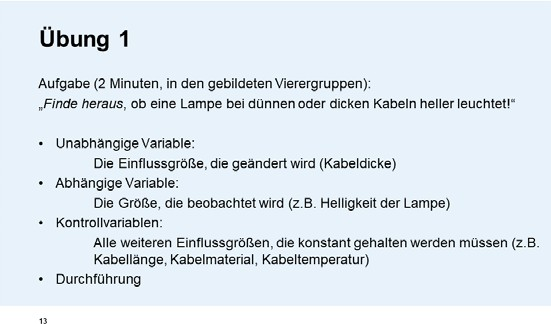 Übung 1
Aufgabe (2 Minuten, in den gebildeten Vierergruppen):
„Finde heraus, ob eine Lampe bei dünnen oder dicken Kabeln heller leuchtet!“
• Unabhängige Variable:
Die Einflussgröße, die geändert wird (Kabeldicke)
• Abhängige Variable:
Die Größe, die beobachtet wird (z.B. Helligkeit der Lampe)
• Kontrollvariablen:
Alle weiteren Einflussgrößen, die konstant gehalten werden müssen (z.B.
Kabellänge, Kabelmaterial, Kabeltemperatur)
• Durchführung
13